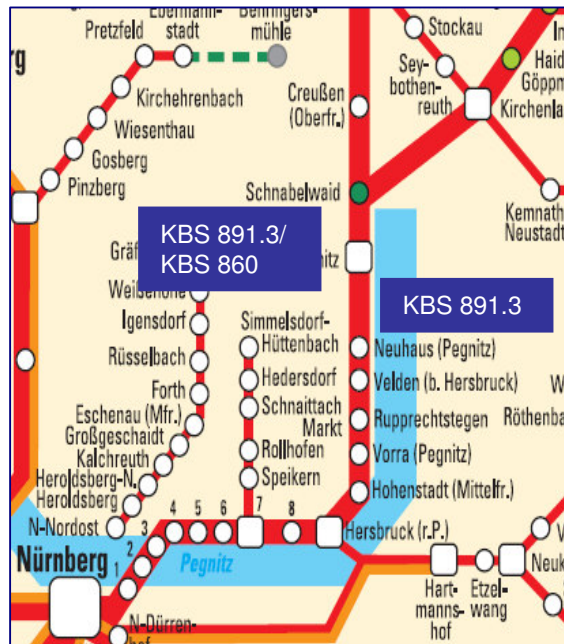 Ebermann-
stadt
Behringers-
mühle
Pretzfeld
rg
Kirchehrenbach
Wiesenthau
Gosberg
Pinzberg
Stockau
Sey-
bothen-
reuth
Creußen
(Oberfr.)
Haid
Göppm
Kirchenla
Schnabelwaid
Kemnath
Neustadt
KBS 891.3/
KBS 860
Gräf
nitz
KBS 891.3
Weißenohe
Igensdorf
Rüsselbach
Forth
Eschenau (Mfr.)
Großgeschaidt
Kalchreuth
Heroldsberg-N.
Heroldsberg
N-Nordost
Simmelsdorf-
Hüttenbach
Hedersdorf
Schnaittach
Markt
Rollhofen
Speikern
Neuhaus (Pegnitz)
Velden (b. Hersbruck)
Rupprechtstegen
Vorra (Pegnitz)
Hohenstadt (Mittelfr.)
Hersbruck (r.P.)
W
Röthenba
1
2
3
4
5
6
7
8
Nürnberg
Pegnitz
N-Dürren-
hof
Hart-
manns-
hof
Etzel-
wang
V
Neuk